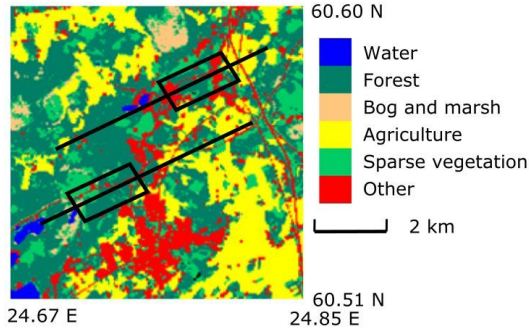 60.60 N
Water
Forest
Bog and marsh
Agriculture
Sparse vegetation
Other
2 km
60.51 N
24.67 E
24.85 E